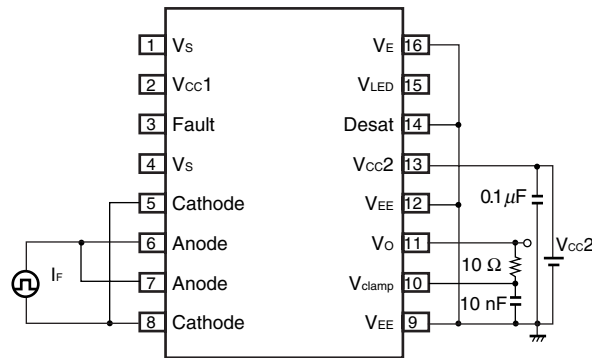 1 Vs VE 16
2 VCC1 VLED 15
3 Fault Desat 14
4 Vs VCC2 13
5 Cathode VEE 12
6 Anode VO 11
7 Anode Vclamp 10
8 Cathode VEE 9
IF
0.1 μF
VCC2
10 Ω
10 nF